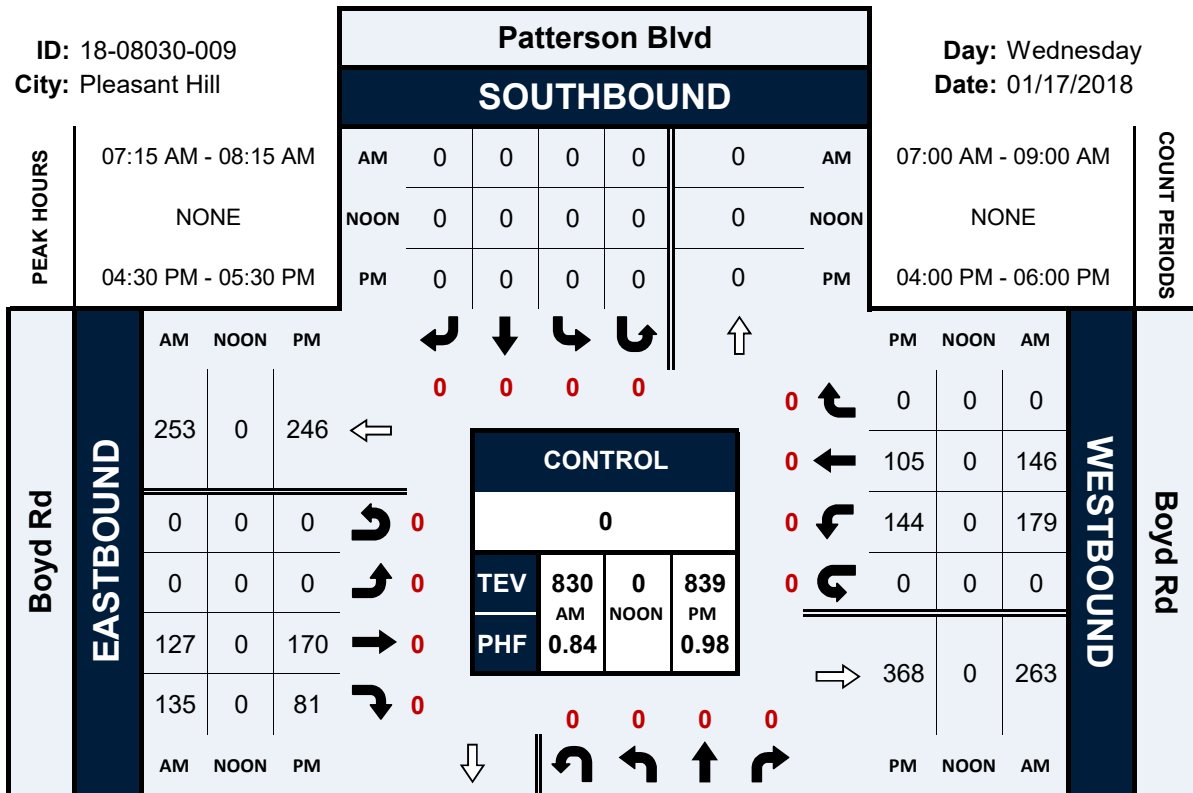 ID: 18-08030-009
City: Pleasant Hill
Patterson Blvd
SOUTHBOUND
Day: Wednesday
Date: 01/17/2018
PEAK HOURS
07:15 AM - 08:15 AM
NONE
04:30 PM - 05:30 PM
AM 0 0 0 0 0 AM
NOON 0 0 0 0 0 NOON
PM 0 0 0 0 0 PM
07:00 AM - 09:00 AM
NONE
04:00 PM - 06:00 PM
COUNT PERIODS
0 0 0 0
Boyd Rd
EASTBOUND
AM NOON PM
253 0 246
0 0 0 0
0 0 0 0
127 0 170 0
135 0 81 0
AM NOON PM
CONTROL
0
TEV 830 0 839
AM NOON PM
PHF 0.84 0.98
PM NOON AM
0 0 0 0
0 105 0 146
0 144 0 179
0 0 0 0
368 0 263
PM NOON AM
WESTBOUND
Boyd Rd
0 0 0 0